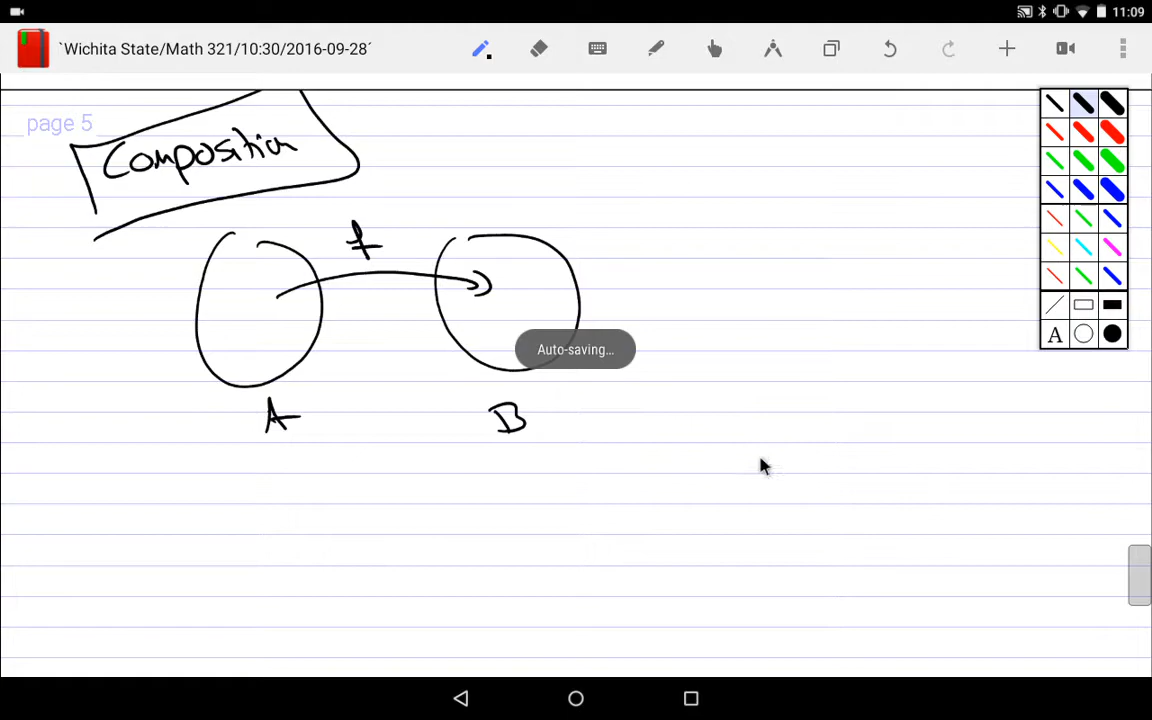 11:09
`Wichita State/Math 321/10:30/2016-09-28´
page 5
Composition
f
Auto-saving...
A
B
A